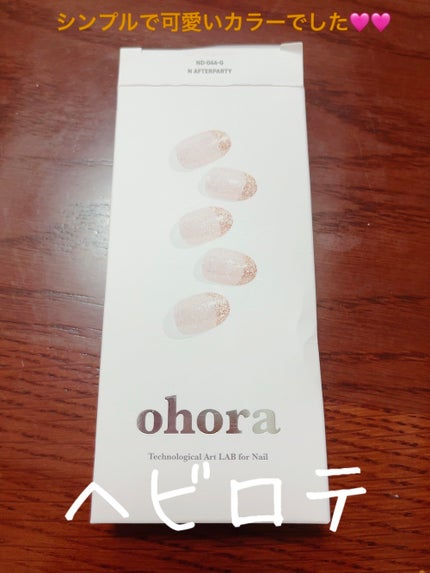 シンプルで可愛いカラーでした🩷🩷
ND-066-G
N AFTERPARTY
ohora
Technological Art LAB for Nail
ヘビロテ